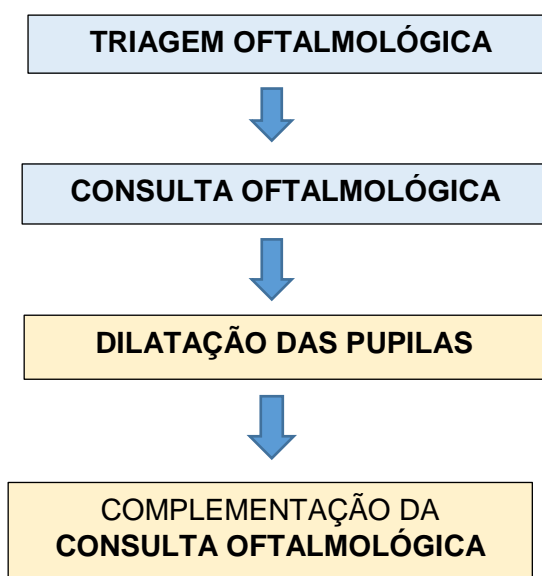 TRIAGEM OFTALMOLÓGICA
CONSULTA OFTALMOLÓGICA
DILATAÇÃO DAS PUPILAS
COMPLEMENTAÇÃO DA
CONSULTA OFTALMOLÓGICA